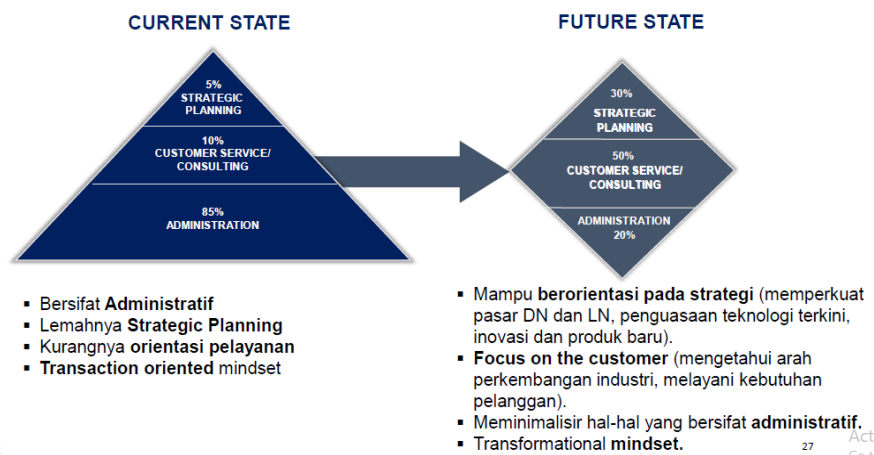 CURRENT STATE
5%
STRATEGIC
PLANNING
10%
CUSTOMER SERVICE/
CONSULTING
85%
ADMINISTRATION
▪ Bersifat Administratif
▪ Lemahnya Strategic Planning
▪ Kurangnya orientasi pelayanan
▪ Transaction oriented mindset
FUTURE STATE
30%
STRATEGIC
PLANNING
50%
CUSTOMER SERVICE/
CONSULTING
ADMINISTRATION
20%
▪ Mampu berorientasi pada strategi (memperkuat
pasar DN dan LN, penguasaan teknologi terkini,
inovasi dan produk baru).
▪ Focus on the customer (mengetahui arah
perkembangan industri, melayani kebutuhan
pelanggan).
▪ Meminimalisir hal-hal yang bersifat administratif.
▪ Transformational mindset.
27
Act